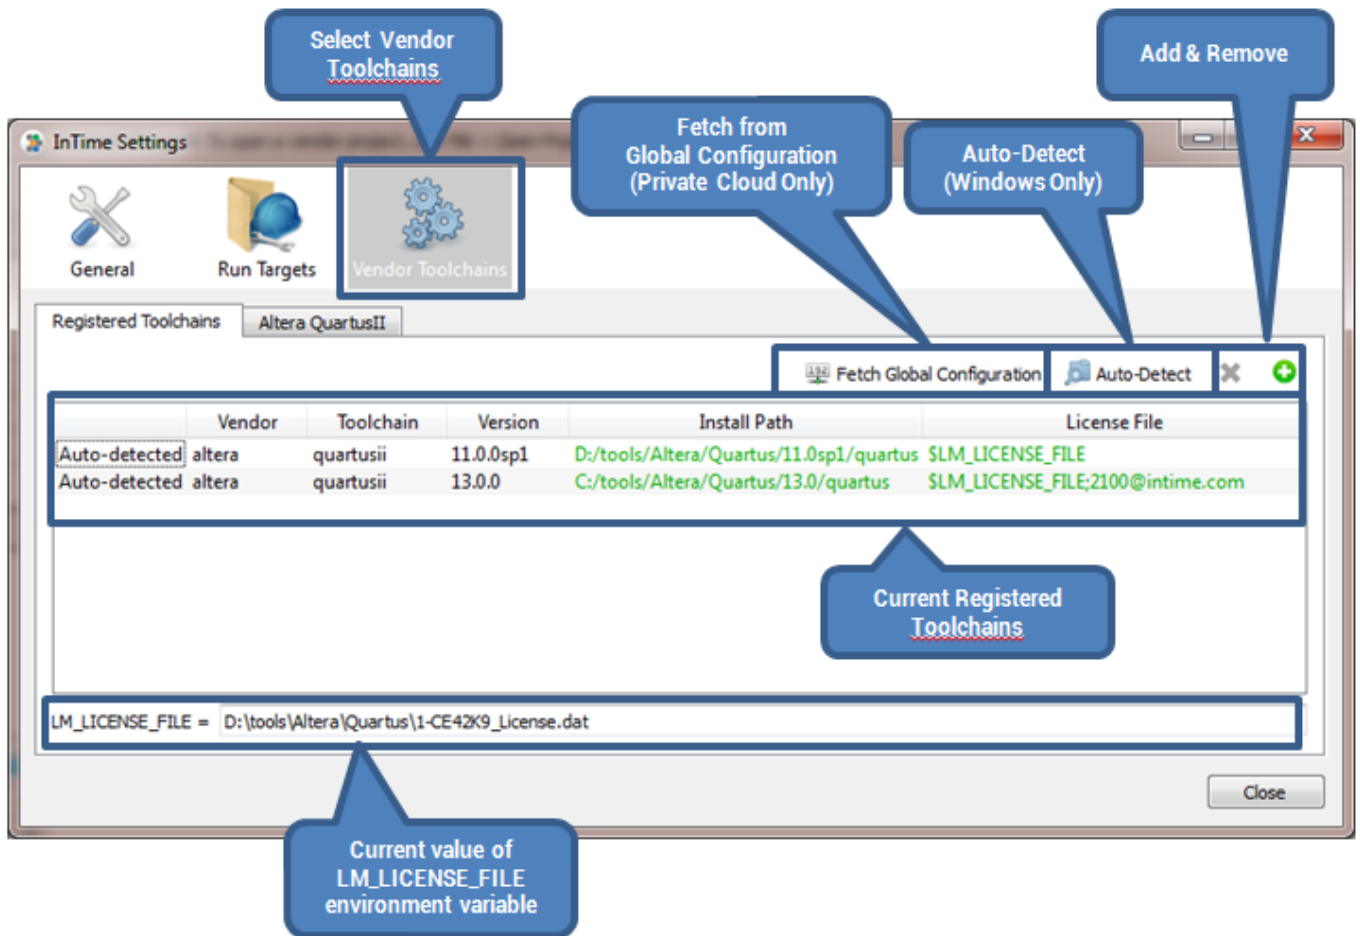 Select Vendor
Toolchains
Add & Remove
Fetch from
Global Configuration
(Private Cloud Only)
Auto-Detect
(Windows Only)
InTime Settings
General
Run Targets
Vendor Toolchains
Registered Toolchains
Altera QuartusII
Fetch Global Configuration
Auto-Detect
Vendor Toolchain Version Install Path License File
Auto-detected altera quartusii 11.0.0sp1 D:/tools/Altera/Quartus/11.0sp1/quartus $LM_LICENSE_FILE
Auto-detected altera quartusii 13.0.0 C:/tools/Altera/Quartus/13.0/quartus $LM_LICENSE_FILE;2100@intime.com
Current Registered
Toolchains
LM_LICENSE_FILE = D:\tools\Altera\Quartus\1-CE42K9_License.dat
Close
Current value of
LM_LICENSE_FILE
environment variable